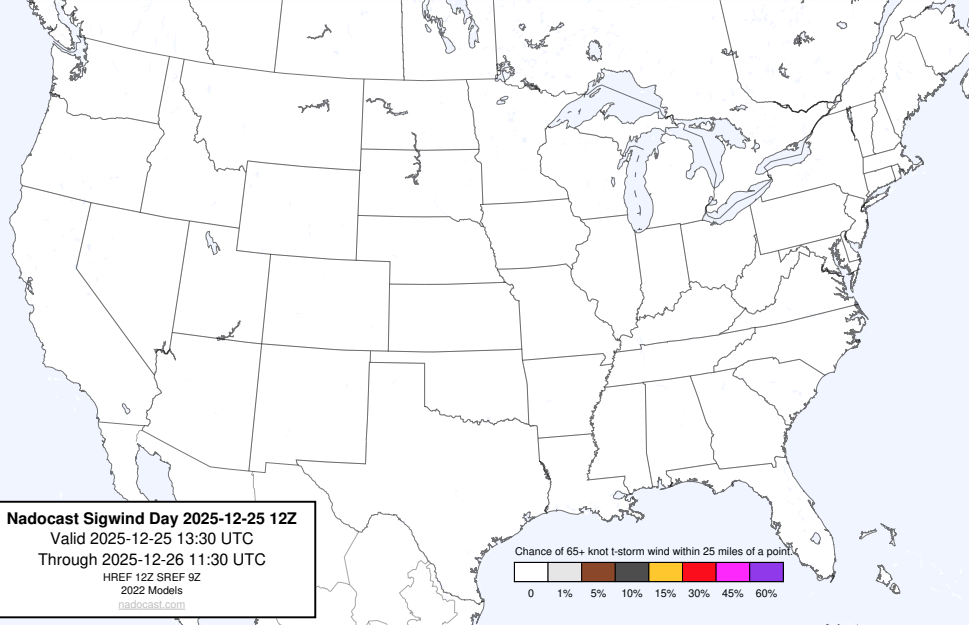 Nadocast Sigwind Day 2025-12-25 12Z
Valid 2025-12-25 13:30 UTC
Through 2025-12-26 11:30 UTC
HREF 12Z SREF 9Z
2022 Models
nadocast.com
Chance of 65+ knot t-storm wind within 25 miles of a point.
0 1% 5% 10% 15% 30% 45% 60%